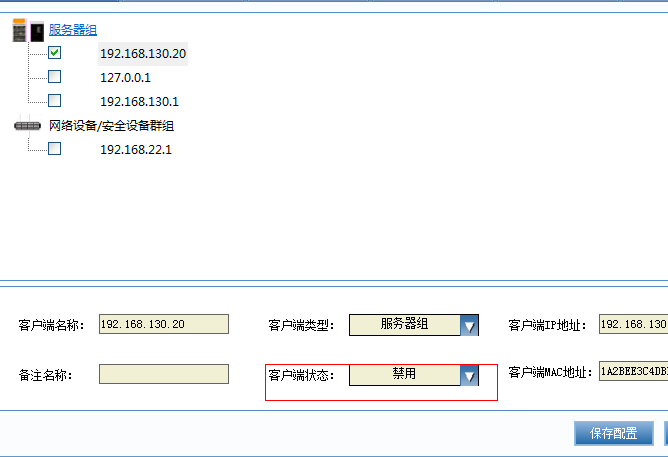 服务器组
192.168.130.20
127.0.0.1
192.168.130.1
网络设备/安全设备群组
192.168.22.1
客户端名称： 192.168.130.20 客户端类型： 服务器组 客户端IP地址： 192.168.130
备注名称： 客户端状态： 禁用 客户端MAC地址： 1A2BEE3C4DB
保存配置